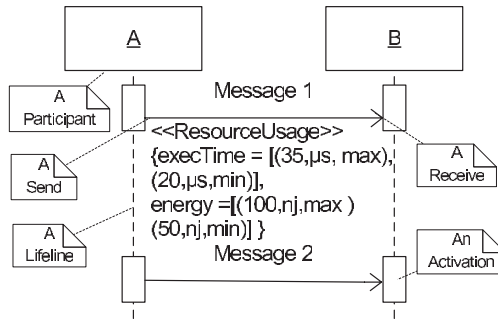 A
B
A
Participant
Message 1
<<ResourceUsage>>
{execTime = [(35,µs, max),
(20,µs,min)],
energy =[(100,nj,max )
(50,nj,min)] }
A
Send
A
Receive
A
Lifeline
Message 2
An
Activation